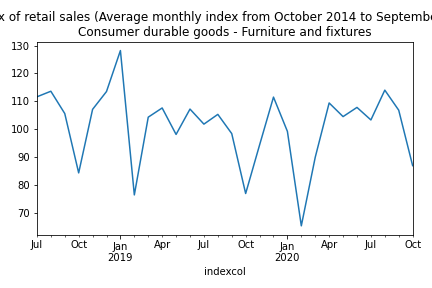 of retail sales (Average monthly index from October 2014 to
Consumer durable goods - Furniture and fixtures
130
120
110
100
90
80
70
Jul Oct Jan Apr Jul Oct Jan Apr Jul Oct
2019 2020
indexcol